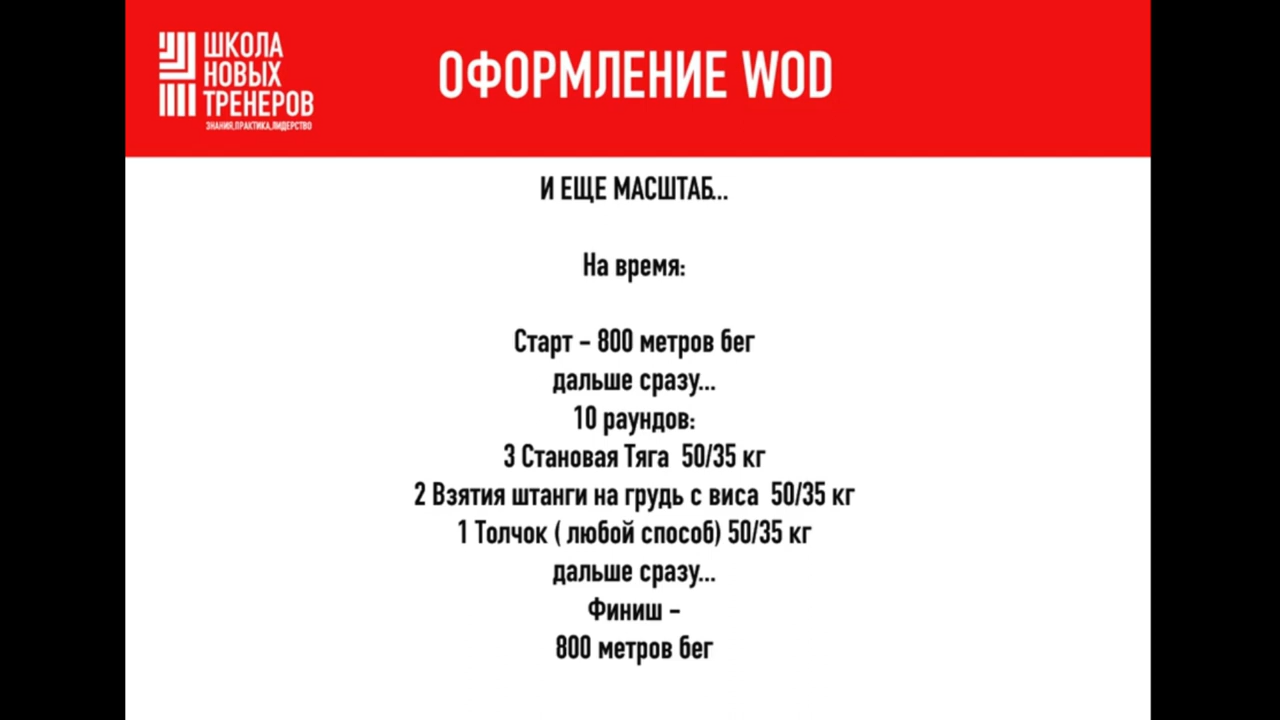 ШКОЛА
НОВЫХ
ТРЕНЕРОВ
ЗНАНИЯ,ПРАКТИКА,ЛИДЕРСТВО
ОФОРМЛЕНИЕ WOD
И ЕЩЕ МАСШТАБ...
На время:
Старт - 800 метров бег
дальше сразу...
10 раундов:
3 Становая Тяга 50/35 кг
2 Взятия штанги на грудь с виса 50/35 кг
1 Толчок ( любой способ) 50/35 кг
дальше сразу...
Финиш -
800 метров бег